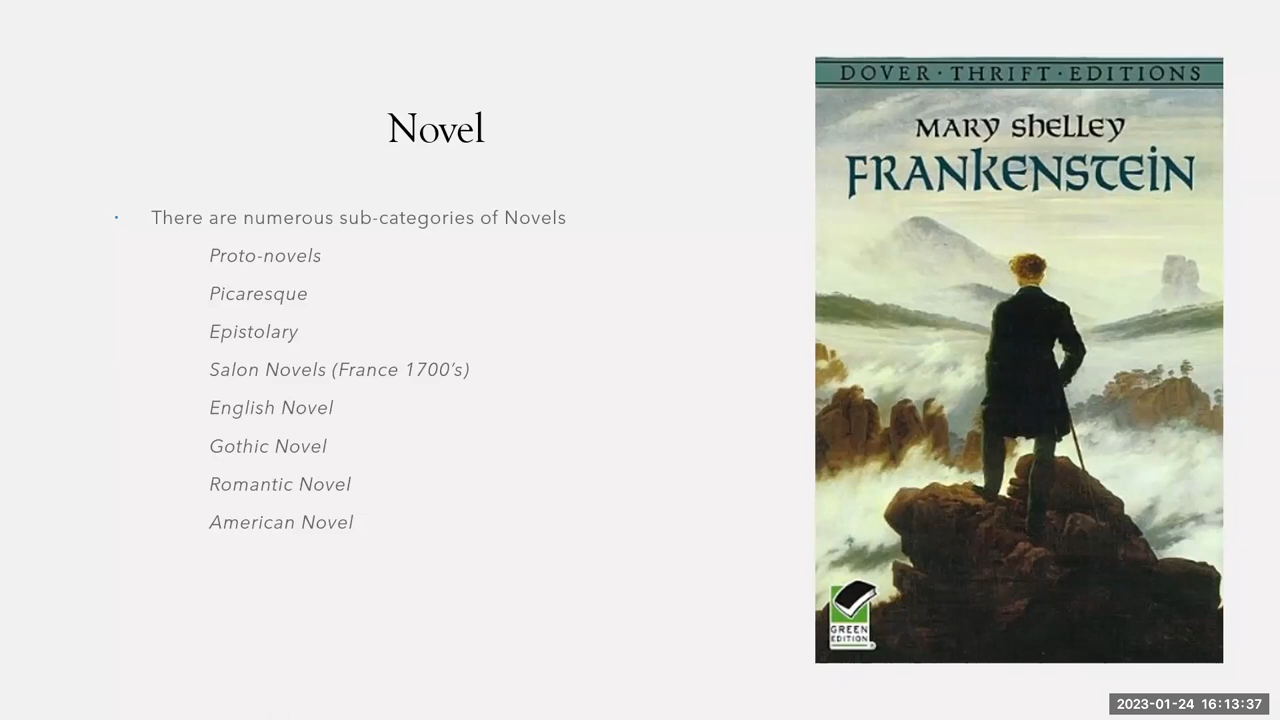 Novel
· There are numerous sub-categories of Novels
Proto-novels
Picaresque
Epistolary
Salon Novels (France 1700's)
English Novel
Gothic Novel
Romantic Novel
American Novel
DOVER · THRIFT · EDITIONS
MARY SHELLEY
FRANKENSTEIN
GREEN
EDITION
2023-01-24 16:13:37